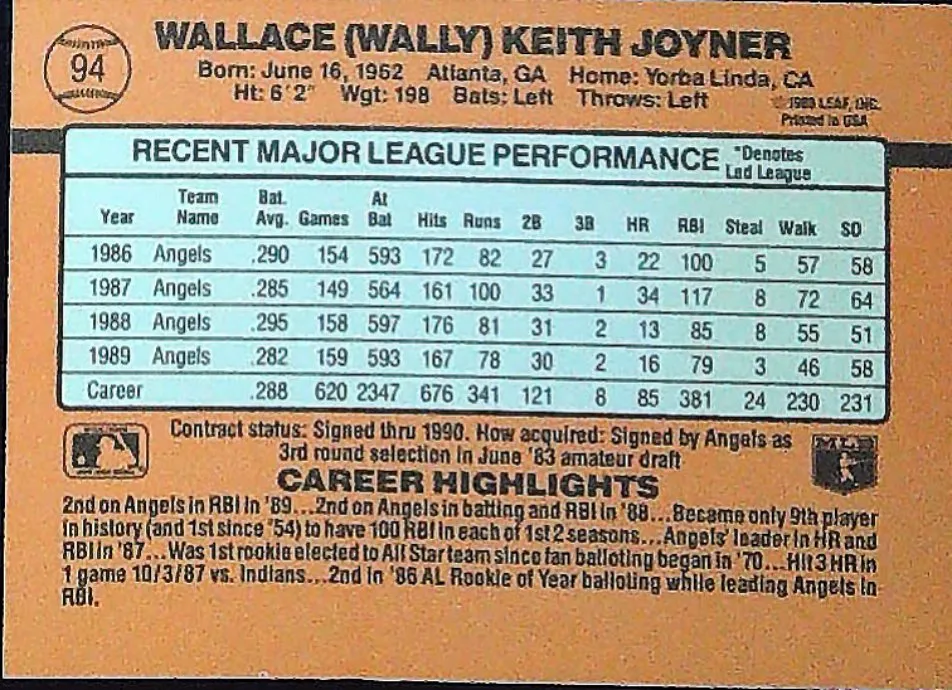 94
WALLACE (WALLY) KEITH JOYNER
Born: June 16, 1962 Atlanta, GA Home: Yorba Linda, CA
Ht: 6'2" Wgt: 198 Bats: Left Throws: Left
© 1989 LEAF, INC.
Printed in USA
RECENT MAJOR LEAGUE PERFORMANCE *Denotes Led League
Year Team Name Bat. Avg. Games At Bat Hits Runs 2B 3B HR RBI Steal Walk SO
1986 Angels .290 154 593 172 82 27 3 22 100 5 57 58
1987 Angels .285 149 564 161 100 33 1 34 117 8 72 64
1988 Angels .295 158 597 176 81 31 2 13 85 8 55 51
1989 Angels .282 159 593 167 78 30 2 16 79 3 46 58
Career .288 620 2347 676 341 121 8 85 381 24 230 231
Contract status: Signed thru 1990. How acquired: Signed by Angels as
3rd round selection in June '83 amateur draft
CAREER HIGHLIGHTS
2nd on Angels in RBI in '89...2nd on Angels in batting and RBI in '88...Became only 9th player
in history (and 1st since '54) to have 100 RBI in each of 1st 2 seasons...Angels' leader in HR and
RBI in '87...Was 1st rookie elected to All Star team since fan balloting began in '70...Hit 3 HR in
1 game 10/3/87 vs. Indians...2nd in '86 AL Rookie of Year balloting while leading Angels in
RBI.